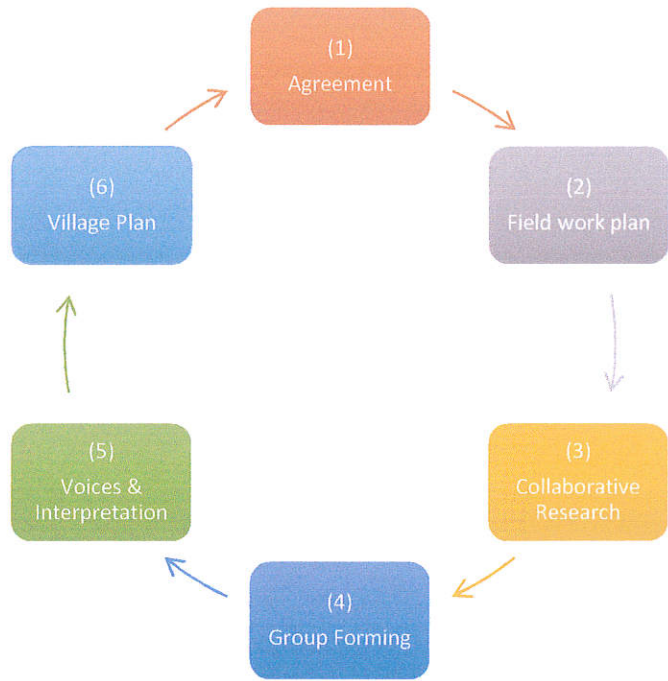 (1)
Agreement
(2)
Field work plan
(3)
Collaborative
Research
(4)
Group Forming
(5)
Voices &
Interpretation
(6)
Village Plan